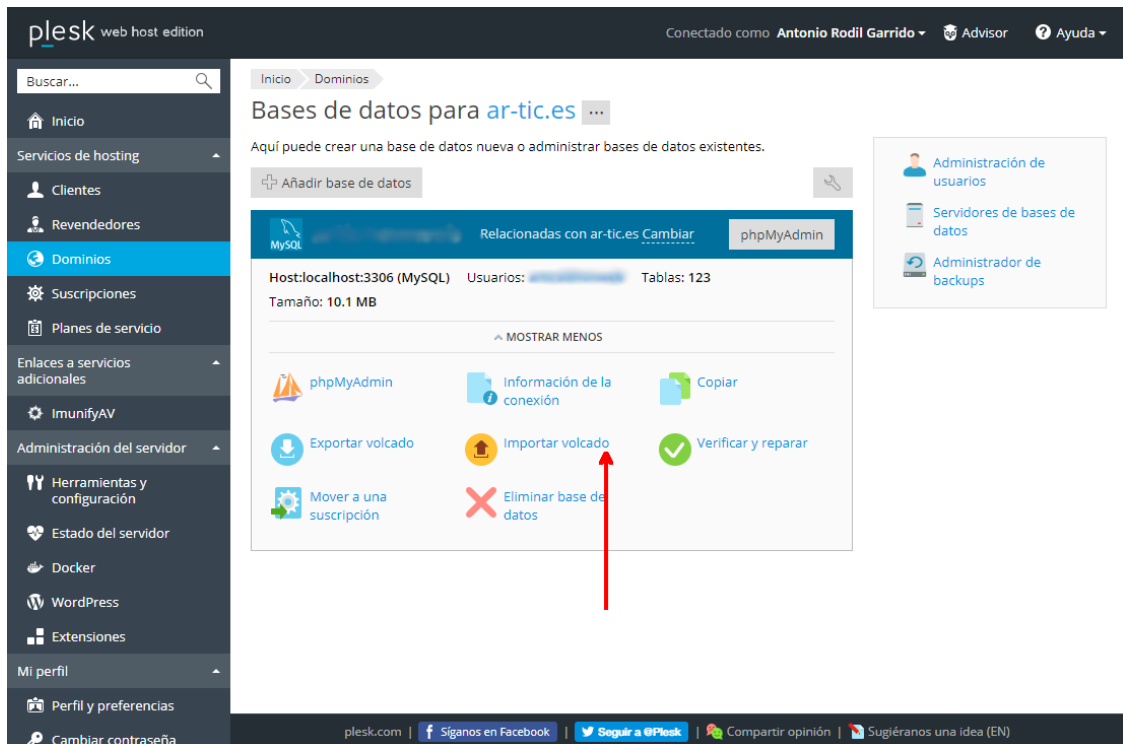 plesk web host edition
Conectado como Antonio Rodil Garrido
Advisor
Ayuda
Buscar...
Inicio
Servicios de hosting
Clientes
Revendedores
Dominios
Suscripciones
Planes de servicio
Enlaces a servicios
adicionales
ImunifyAV
Administración del servidor
Herramientas y
configuración
Estado del servidor
Docker
WordPress
Extensiones
Mi perfil
Perfil y preferencias
Cambiar contraseña
Inicio
Dominios
Bases de datos para ar-tic.es ...
Aquí puede crear una base de datos nueva o administrar bases de datos existentes.
Añadir base de datos
MySQL
Relacionadas con ar-tic.es Cambiar
phpMyAdmin
Host:localhost:3306 (MySQL) Usuarios: Tablas: 123
Tamaño: 10.1 MB
MOSTRAR MENOS
phpMyAdmin
Información de la
conexión
Copiar
Exportar volcado
Importar volcado
Verificar y reparar
Mover a una
suscripción
Eliminar base de
datos
Administración de
usuarios
Servidores de bases de
datos
Administrador de
backups
plesk.com | Síganos en Facebook | Seguir a @Plesk | Compartir opinión | Sugiéranos una idea (EN)